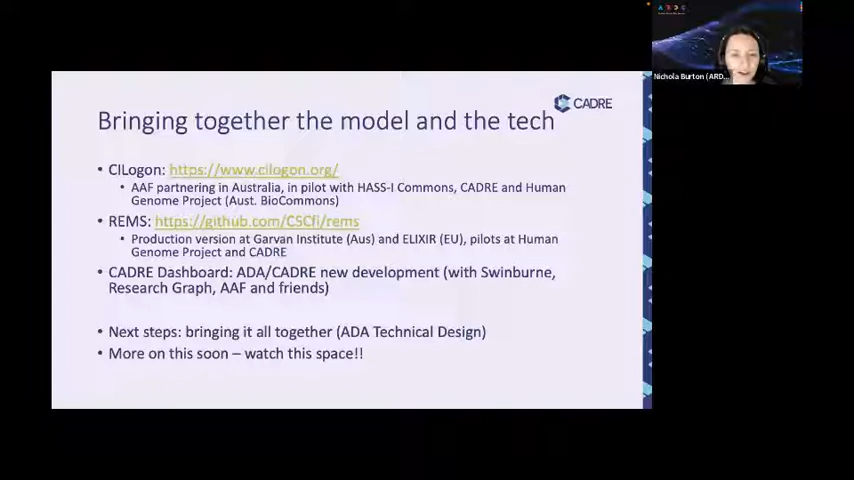 Bringing together the model and the tech
CADRE
• CILogon: https://www.cilogon.org/
• AAF partnering in Australia, in pilot with HASS-I Commons, CADRE and Human
Genome Project (Aust. BioCommons)
• REMS: https://github.com/CSCfi/rems
• Production version at Garvan Institute (Aus) and ELIXIR (EU), pilots at Human
Genome Project and CADRE
• CADRE Dashboard: ADA/CADRE new development (with Swinburne,
Research Graph, AAF and friends)
• Next steps: bringing it all together (ADA Technical Design)
• More on this soon – watch this space!!
Nichola Burton (ARD...